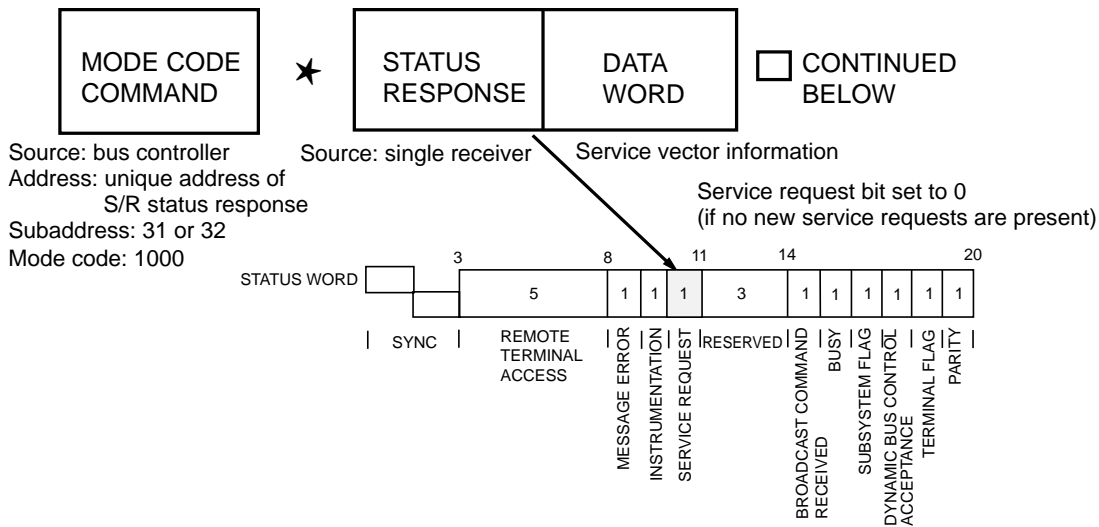 MODE CODE
COMMAND
STATUS
RESPONSE
DATA
WORD
CONTINUED
BELOW
Source: bus controller
Address: unique address of
S/R status response
Subaddress: 31 or 32
Mode code: 1000
Source: single receiver
Service vector information
Service request bit set to 0
(if no new service requests are present)
3 8 11 14 20
STATUS WORD
5 1 1 1 3 1 1 1 1 1 1
SYNC
REMOTE
TERMINAL
ACCESS
MESSAGE ERROR
INSTRUMENTATION
SERVICE REQUEST
RESERVED
BROADCAST COMMAND
RECEIVED
BUSY
SUBSYSTEM FLAG
DYNAMIC BUS CONTROL
ACCEPTANCE
TERMINAL FLAG
PARITY